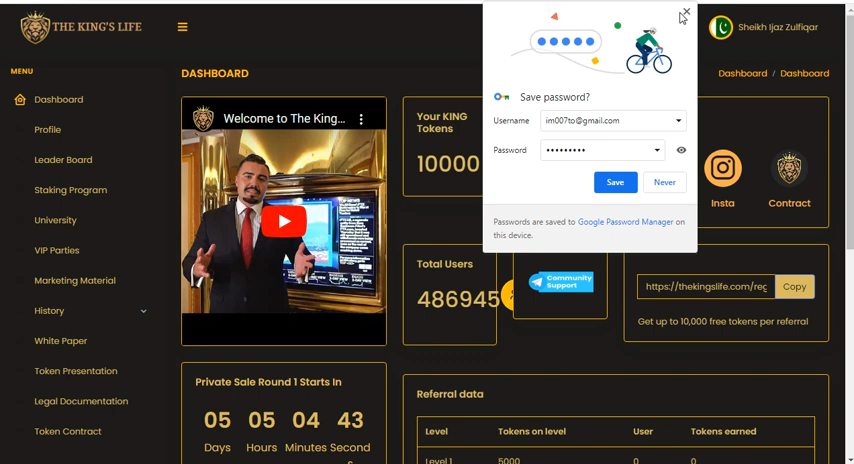 THE KING'S LIFE
Sheikh Ijaz Zulfiqar
MENU
Dashboard
Profile
Leader Board
Staking Program
University
VIP Parties
Marketing Material
History
White Paper
Token Presentation
Legal Documentation
Token Contract
DASHBOARD
Dashboard / Dashboard
Welcome to The King...
Your KING
Tokens
10000
Save password?
Username im007to@gmail.com
Password •••••••••
Save Never
Passwords are saved to Google Password Manager on
this device.
Insta
Contract
Total Users
486945
Community
Support
https://thekingslife.com/reg
Copy
Get up to 10,000 free tokens per referral
Private Sale Round 1 Starts In
05 05 04 43
Days Hours Minutes Second
s
Referral data
Level Tokens on level User Tokens earned
Level 1 5000 0 0